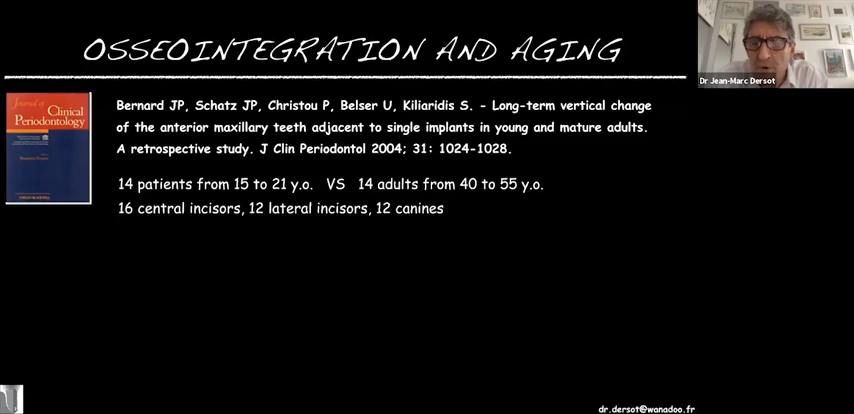 OSSEOINTEGRATION AND AGING
Dr Jean-Marc Dersot
Journal of
Clinical
Periodontology
Bernard JP, Schatz JP, Christou P, Belser U, Kiliaridis S. - Long-term vertical change
of the anterior maxillary teeth adjacent to single implants in young and mature adults.
A retrospective study. J Clin Periodontol 2004; 31: 1024-1028.
14 patients from 15 to 21 y.o. VS 14 adults from 40 to 55 y.o.
16 central incisors, 12 lateral incisors, 12 canines
dr.dersot@wanadoo.fr